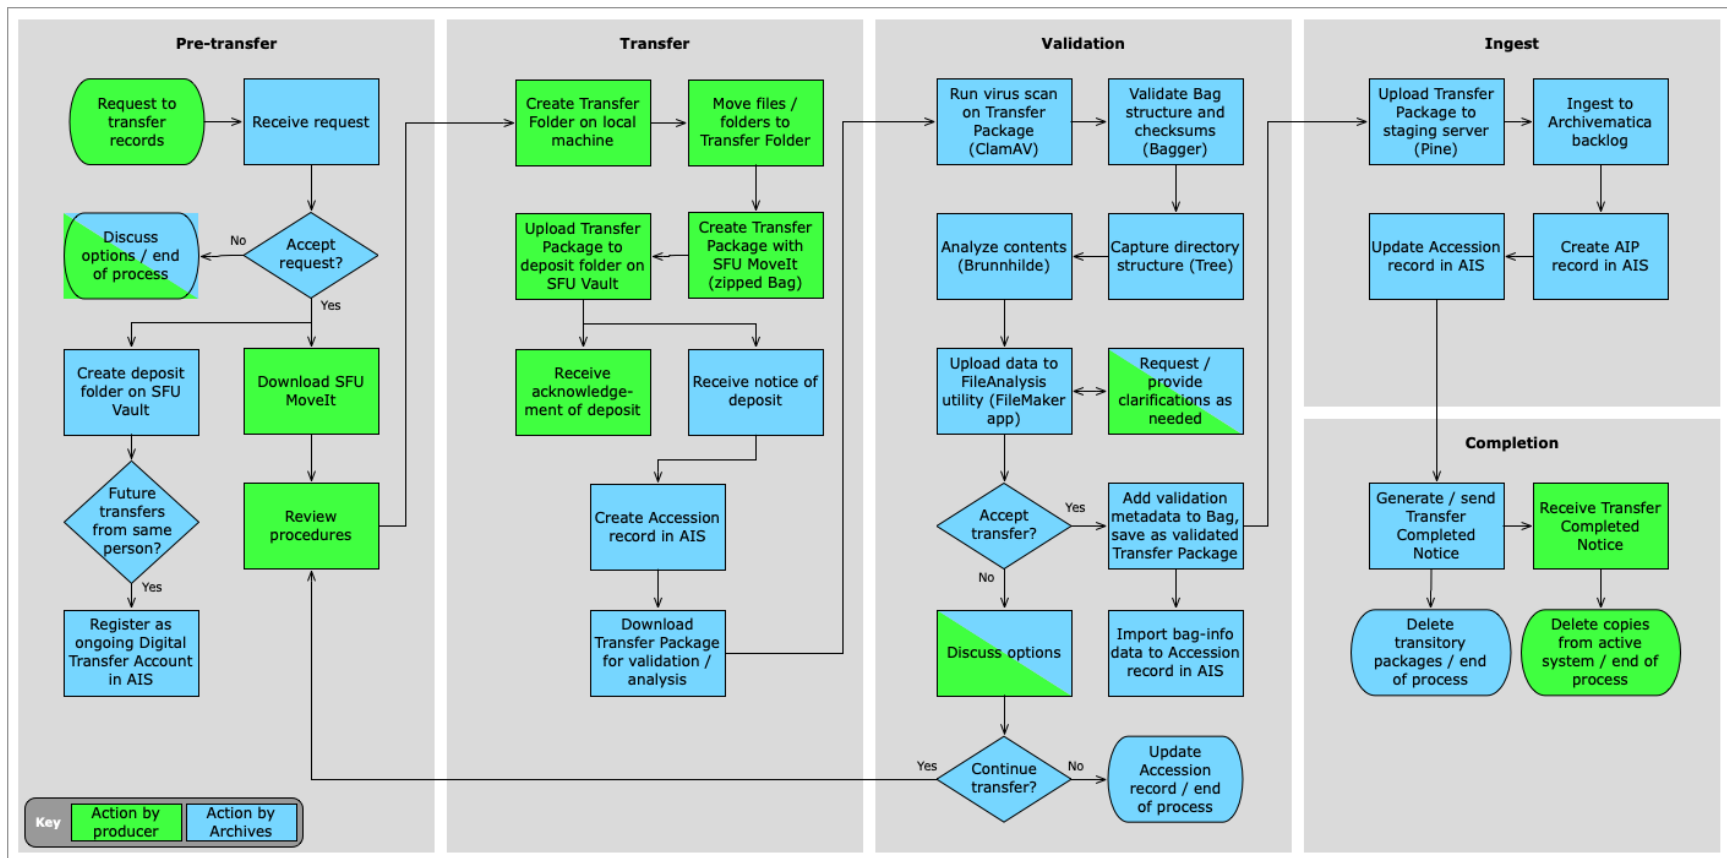 Pre-transfer
Request to
transfer
records
Receive request
Accept
request?
No
Discuss
options / end
of process
Yes
Create deposit
folder on SFU
Vault
Download SFU
MoveIt
Future
transfers
from same
person?
Review
procedures
Yes
Register as
ongoing Digital
Transfer Account
in AIS
Key
Action by
producer
Action by
Archives
Transfer
Create Transfer
Folder on local
machine
Move files /
folders to
Transfer Folder
Upload Transfer
Package to
deposit folder on
SFU Vault
Create Transfer
Package with
SFU MoveIt
(zipped Bag)
Receive
acknowledge-
ment of deposit
Receive notice of
deposit
Create Accession
record in AIS
Download
Transfer Package
for validation /
analysis
Validation
Run virus scan
on Transfer
Package
(ClamAV)
Validate Bag
structure and
checksums
(Bagger)
Analyze contents
(Brunnhilde)
Capture directory
structure (Tree)
Upload data to
FileAnalysis
utility (FileMaker
app)
Request /
provide
clarifications as
needed
Accept
transfer?
Yes
Add validation
metadata to Bag,
save as validated
Transfer Package
No
Discuss options
Import bag-info
data to Accession
record in AIS
Yes
Continue
transfer?
No
Update
Accession
record / end
of process
Ingest
Upload Transfer
Package to
staging server
(Pine)
Ingest to
Archivematica
backlog
Update Accession
record in AIS
Create AIP
record in AIS
Completion
Generate / send
Transfer
Completed
Notice
Receive Transfer
Completed
Notice
Delete
transitory
packages / end
of process
Delete copies
from active
system / end of
process